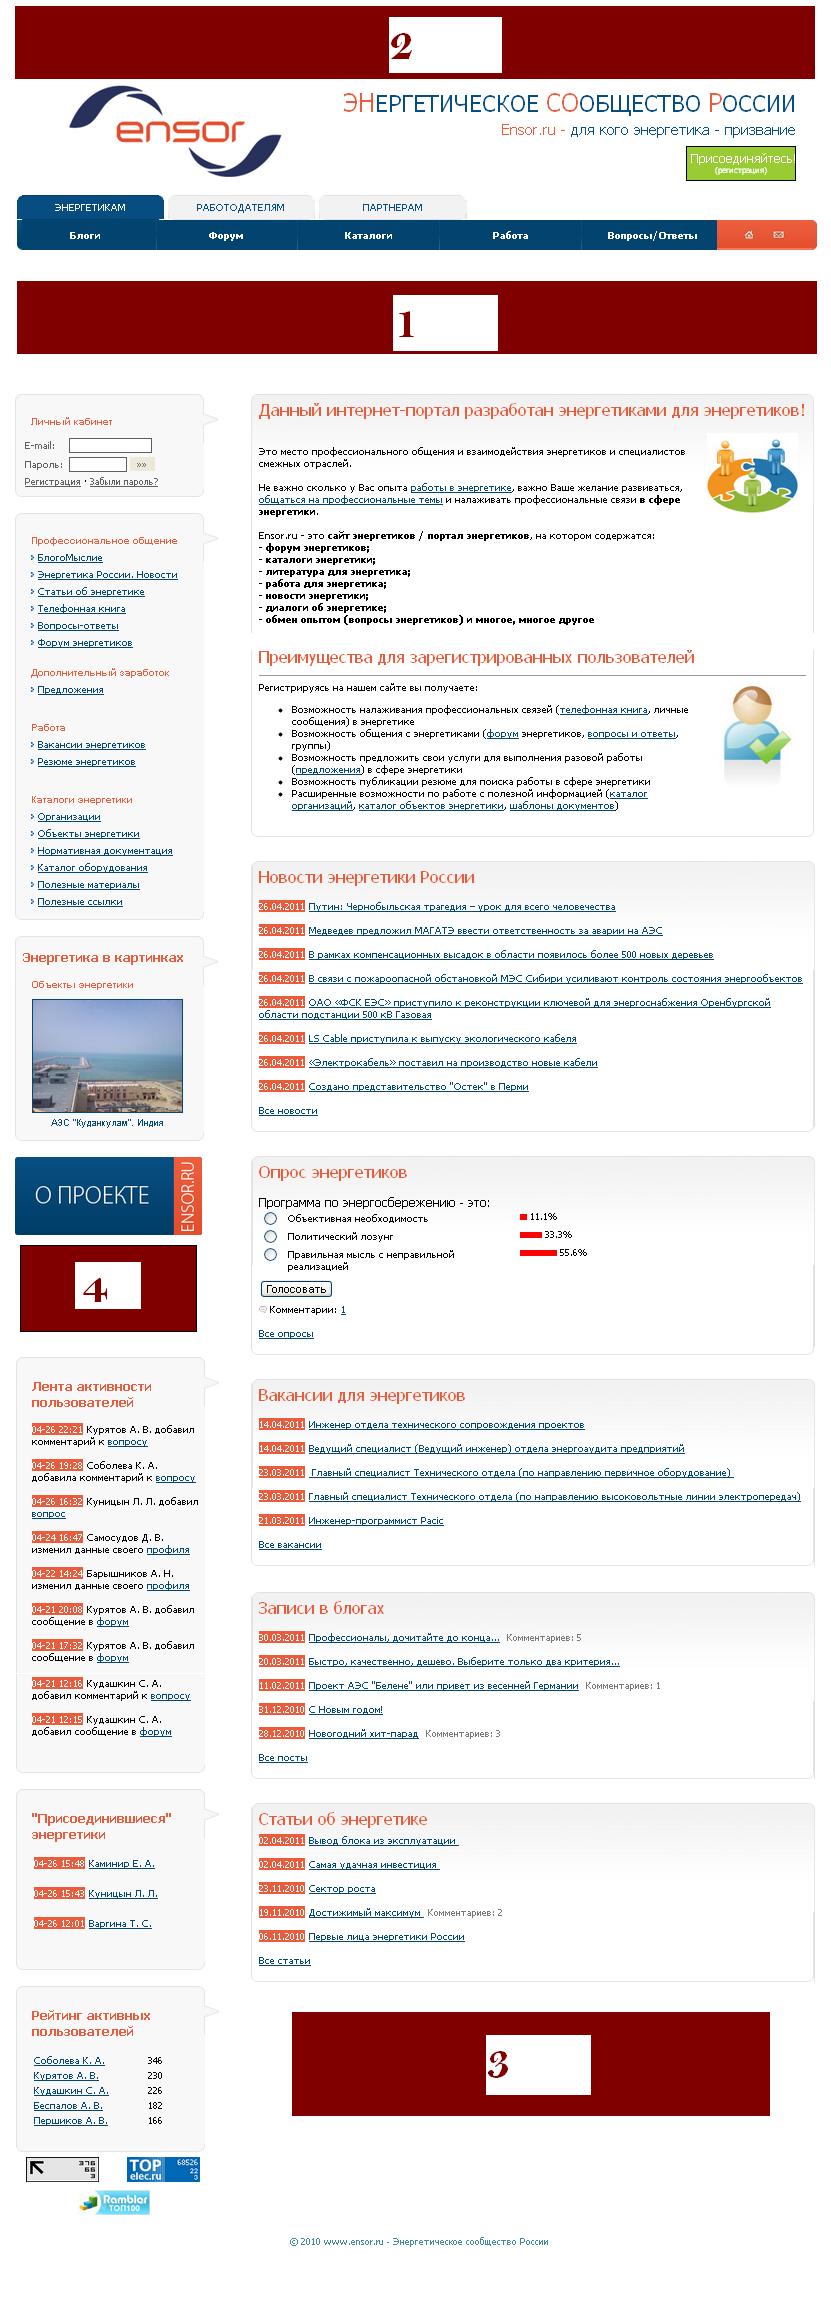 2
ensor
ЭНЕРГЕТИЧЕСКОЕ СООБЩЕСТВО РОССИИ
Ensor.ru - для кого энергетика - призвание
Присоединяйтесь!
(регистрация)
ЭНЕРГЕТИКАМ РАБОТОДАТЕЛЯМ ПАРТНЕРАМ
Блоги Форум Каталоги Работа Вопросы/Ответы
1
Личный кабинет
E-mail:
Пароль: »»
Регистрация · Забыли пароль?
Профессиональное общение
БлогоМыслие
Энергетика России. Новости
Статьи об энергетике
Телефонная книга
Вопросы-ответы
Форум энергетиков
Дополнительный заработок
Предложения
Работа
Вакансии энергетиков
Резюме энергетиков
Каталоги энергетики
Организации
Объекты энергетики
Нормативная документация
Каталог оборудования
Полезные материалы
Полезные ссылки
Энергетика в картинках
Объекты энергетики
АЭС "Куданкулам". Индия
О ПРОЕКТЕ
ENSOR.RU
4
Лента активности
пользователей
04-26 22:21 Курятов А. В. добавил
комментарий к вопросу
04-26 19:28 Соболева К. А.
добавила комментарий к вопросу
04-26 16:32 Куницын Л. Л. добавил
вопрос
04-24 16:47 Самосудов Д. В.
изменил данные своего профиля
04-22 14:24 Барышников А. Н.
изменил данные своего профиля
04-21 20:08 Курятов А. В. добавил
сообщение в форум
04-21 17:32 Курятов А. В. добавил
сообщение в форум
04-21 12:16 Кудашкин С. А.
добавил комментарий к вопросу
04-21 12:15 Кудашкин С. А.
добавил сообщение в форум
"Присоединившиеся"
энергетики
04-26 15:48 Каминир Е. А.
04-26 15:43 Куницын Л. Л.
04-26 12:01 Варгина Т. С.
Рейтинг активных
пользователей
Соболева К. А. 346
Курятов А. В. 230
Кудашкин С. А. 226
Беспалов А. В. 182
Першиков А. В. 166
376
66
3
TOP
elec.ru
68526
22
3
Rambler
ТОП100
Данный интернет-портал разработан энергетиками для энергетиков!
Это место профессионального общения и взаимодействия энергетиков и специалистов
смежных отраслей.
Не важно сколько у Вас опыта работы в энергетике, важно Ваше желание развиваться,
общаться на профессиональные темы и налаживать профессиональные связи в сфере
энергетики.
Ensor.ru - это сайт энергетиков / портал энергетиков, на котором содержатся:
- форум энергетиков;
- каталоги энергетики;
- литература для энергетика;
- работа для энергетика;
- новости энергетики;
- диалоги об энергетике;
- обмен опытом (вопросы энергетиков) и многое, многое другое
Преимущества для зарегистрированных пользователей
Регистрируясь на нашем сайте вы получаете:
• Возможность налаживания профессиональных связей (телефонная книга, личные
сообщения) в энергетике
• Возможность общения с энергетиками (форум энергетиков, вопросы и ответы,
группы)
• Возможность предложить свои услуги для выполнения разовой работы
(предложения) в сфере энергетики
• Возможность публикации резюме для поиска работы в сфере энергетики
• Расширенные возможности по работе с полезной информацией (каталог
организаций, каталог объектов энергетики, шаблоны документов)
Новости энергетики России
26.04.2011 Путин: Чернобыльская трагедия – урок для всего человечества
26.04.2011 Медведев предложил МАГАТЭ ввести ответственность за аварии на АЭС
26.04.2011 В рамках компенсационных высадок в области появилось более 500 новых деревьев
26.04.2011 В связи с пожароопасной обстановкой МЭС Сибири усиливают контроль состояния энергообъектов
26.04.2011 ОАО «ФСК ЕЭС» приступило к реконструкции ключевой для энергоснабжения Оренбургской
области подстанции 500 кВ Газовая
26.04.2011 LS Cable приступила к выпуску экологического кабеля
26.04.2011 «Электрокабель» поставил на производство новые кабели
26.04.2011 Создано представительство "Остек" в Перми
Все новости
Опрос энергетиков
Программа по энергосбережению - это:
Объективная необходимость 11.1%
Политический лозунг 33.3%
Правильная мысль с неправильной 55.6%
реализацией
Голосовать
Комментарии: 1
Все опросы
Вакансии для энергетиков
14.04.2011 Инженер отдела технического сопровождения проектов
14.04.2011 Ведущий специалист (Ведущий инженер) отдела энергоаудита предприятий
23.03.2011 Главный специалист Технического отдела (по направлению первичное оборудование)
23.03.2011 Главный специалист Технического отдела (по направлению высоковольтные линии электропередач)
21.03.2011 Инженер-программист Pacic
Все вакансии
Записи в блогах
30.03.2011 Профессионалы, дочитайте до конца... Комментариев: 5
20.03.2011 Быстро, качественно, дешево. Выберите только два критерия...
11.02.2011 Проект АЭС "Белене" или привет из весенней Германии Комментариев: 1
31.12.2010 С Новым годом!
28.12.2010 Новогодний хит-парад Комментариев: 3
Все посты
Статьи об энергетике
02.04.2011 Вывод блока из эксплуатации
02.04.2011 Самая удачная инвестиция
23.11.2010 Сектор роста
19.11.2010 Достижимый максимум Комментариев: 2
06.11.2010 Первые лица энергетики России
Все статьи
3
© 2010 www.ensor.ru - Энергетическое сообщество России